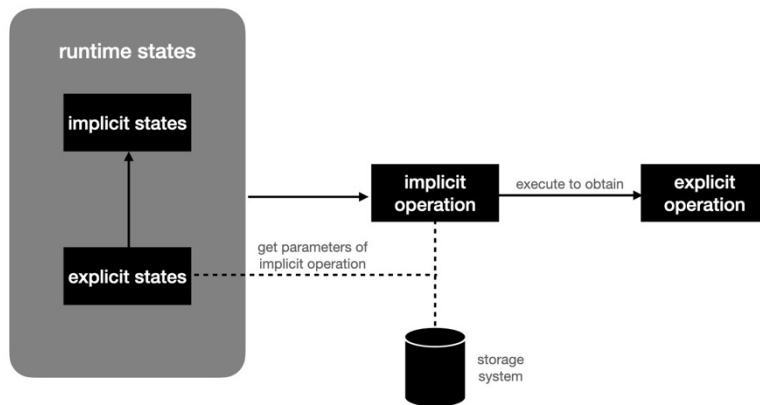 runtime states
implicit states
explicit states
get parameters of
implicit operation
implicit
operation
execute to obtain
explicit
operation
storage
system